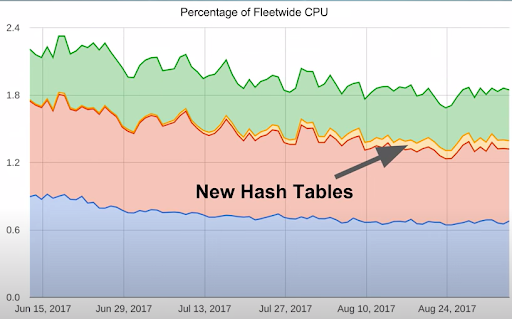 Percentage of Fleetwide CPU
2.4
1.8
1.2
0.6
0.0
New Hash Tables
Jun 15, 2017 Jun 29, 2017 Jul 13, 2017 Jul 27, 2017 Aug 10, 2017 Aug 24, 2017